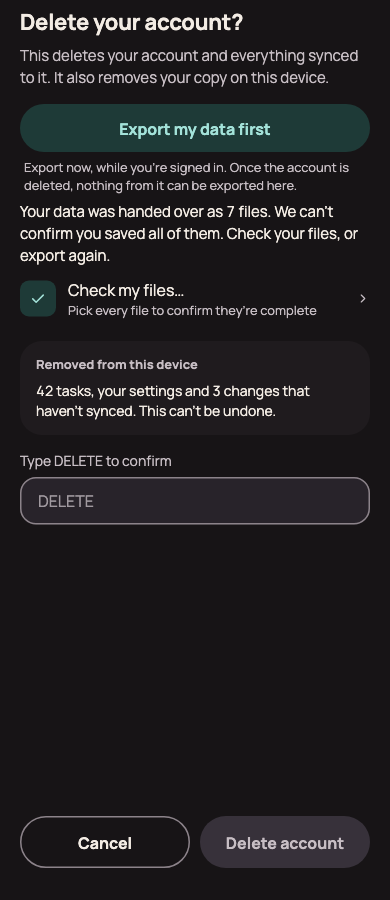 Delete your account?
This deletes your account and everything synced
to it. It also removes your copy on this device.
Export my data first
Export now, while you're signed in. Once the account is
deleted, nothing from it can be exported here.
Your data was handed over as 7 files. We can't
confirm you saved all of them. Check your files, or
export again.
Check my files…
Pick every file to confirm they're complete
Removed from this device
42 tasks, your settings and 3 changes that
haven't synced. This can't be undone.
Type DELETE to confirm
DELETE
Cancel
Delete account